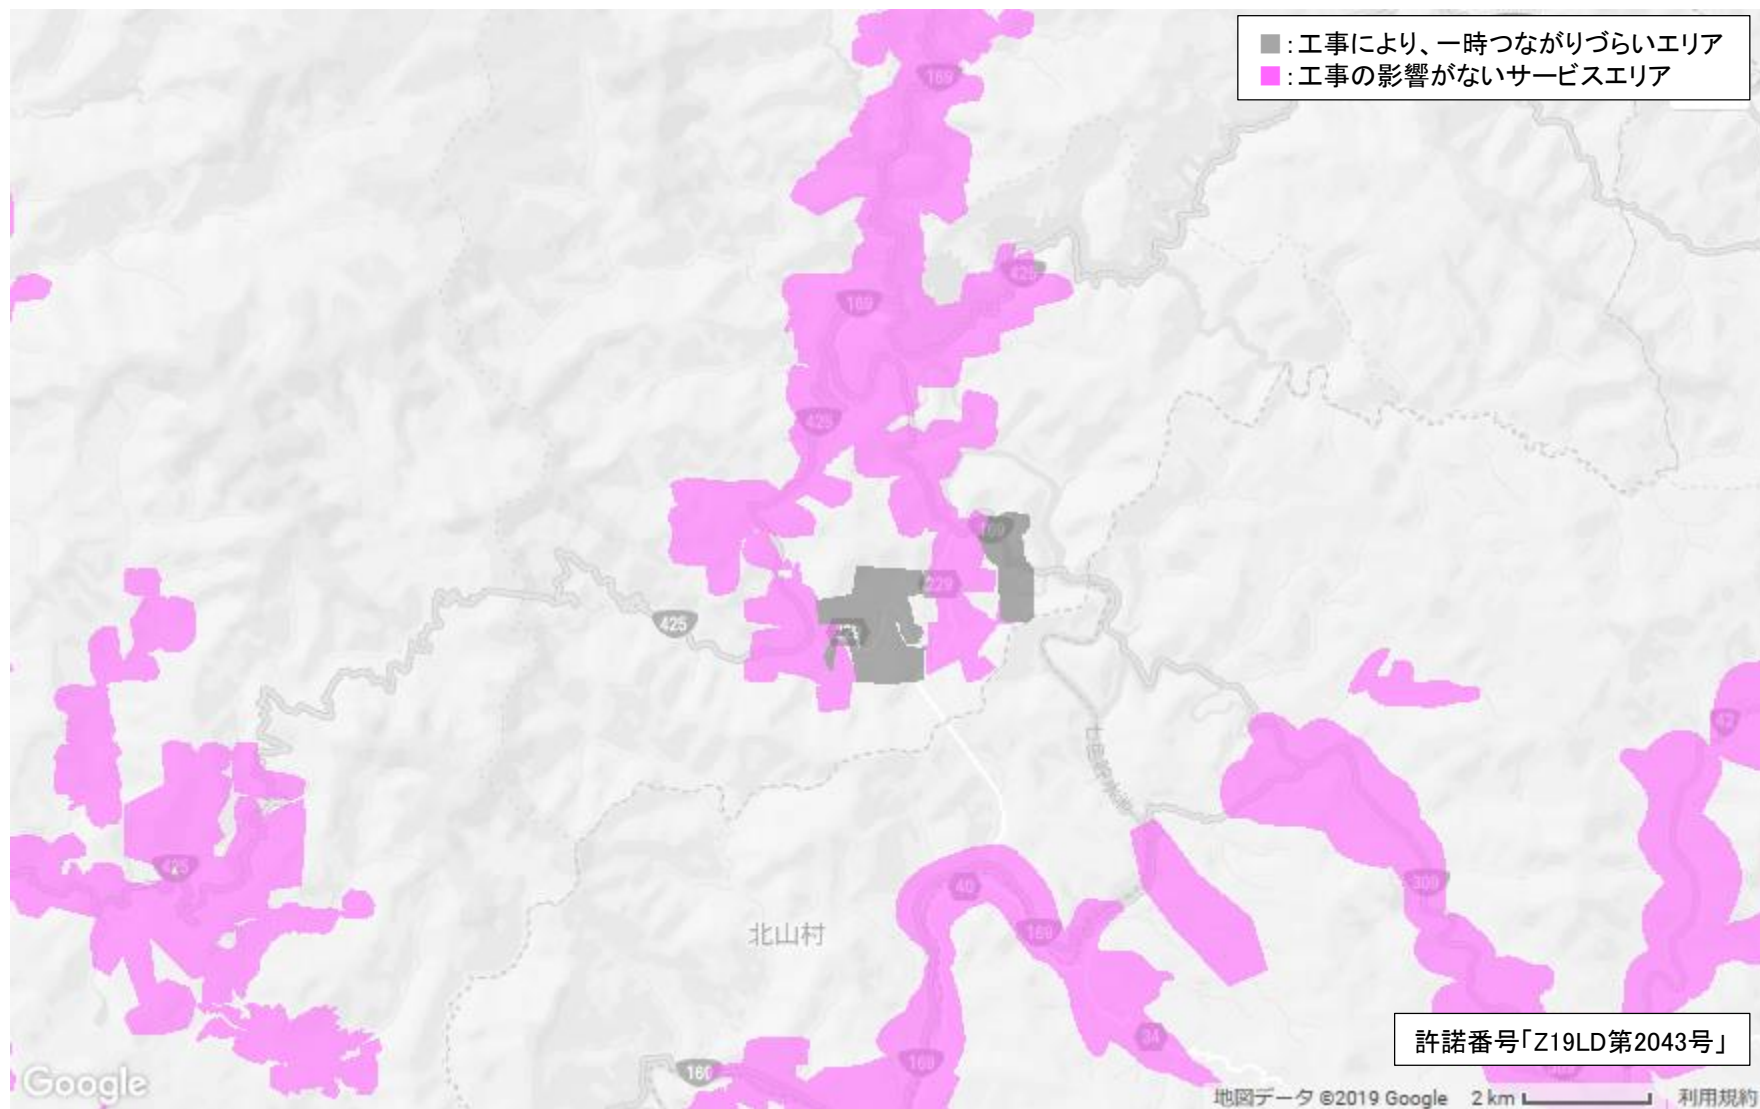 ■：工事により、一時つながりづらいエリア
■：工事の影響がないサービスエリア
169
425
169
425
169
229
425
425
42
40
309
169
北山村
34
169
169
許諾番号「Z19LD第2043号」
309
Google
地図データ ©2019 Google 2 km 利用規約